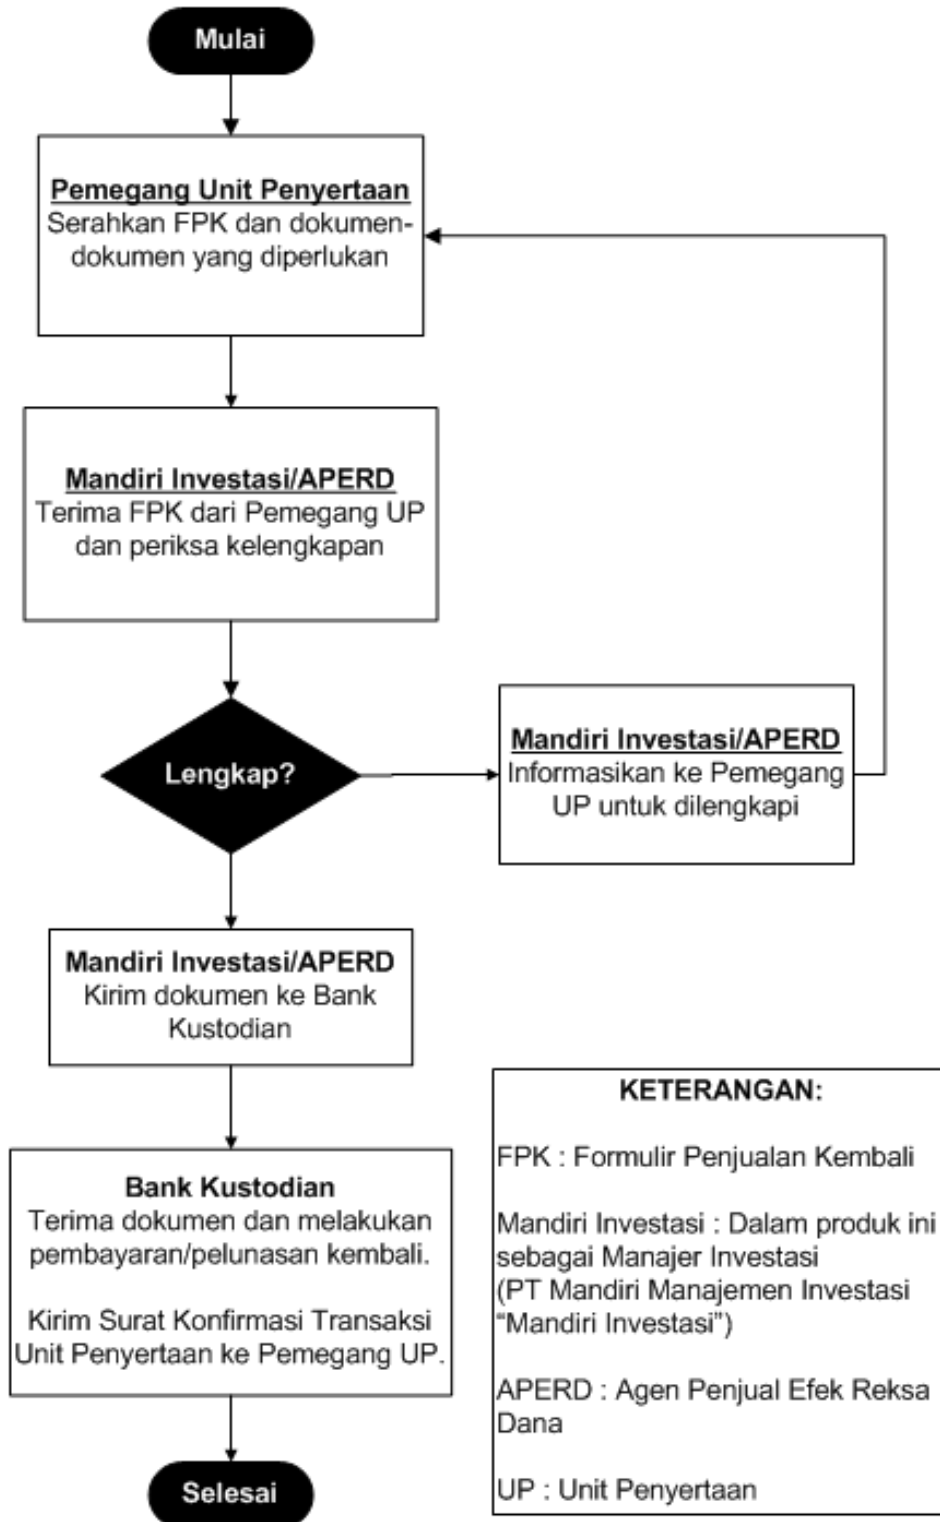 Mulai
Pemegang Unit Penyertaan
Serahkan FPK dan dokumen-
dokumen yang diperlukan
Mandiri Investasi/APERD
Terima FPK dari Pemegang UP
dan periksa kelengkapan
Lengkap?
Mandiri Investasi/APERD
Informasikan ke Pemegang
UP untuk dilengkapi
Mandiri Investasi/APERD
Kirim dokumen ke Bank
Kustodian
Bank Kustodian
Terima dokumen dan melakukan
pembayaran/pelunasan kembali.
Kirim Surat Konfirmasi Transaksi
Unit Penyertaan ke Pemegang UP.
Selesai
KETERANGAN:
FPK : Formulir Penjualan Kembali
Mandiri Investasi : Dalam produk ini
sebagai Manajer Investasi
(PT Mandiri Manajemen Investasi
“Mandiri Investasi”)
APERD : Agen Penjual Efek Reksa
Dana
UP : Unit Penyertaan